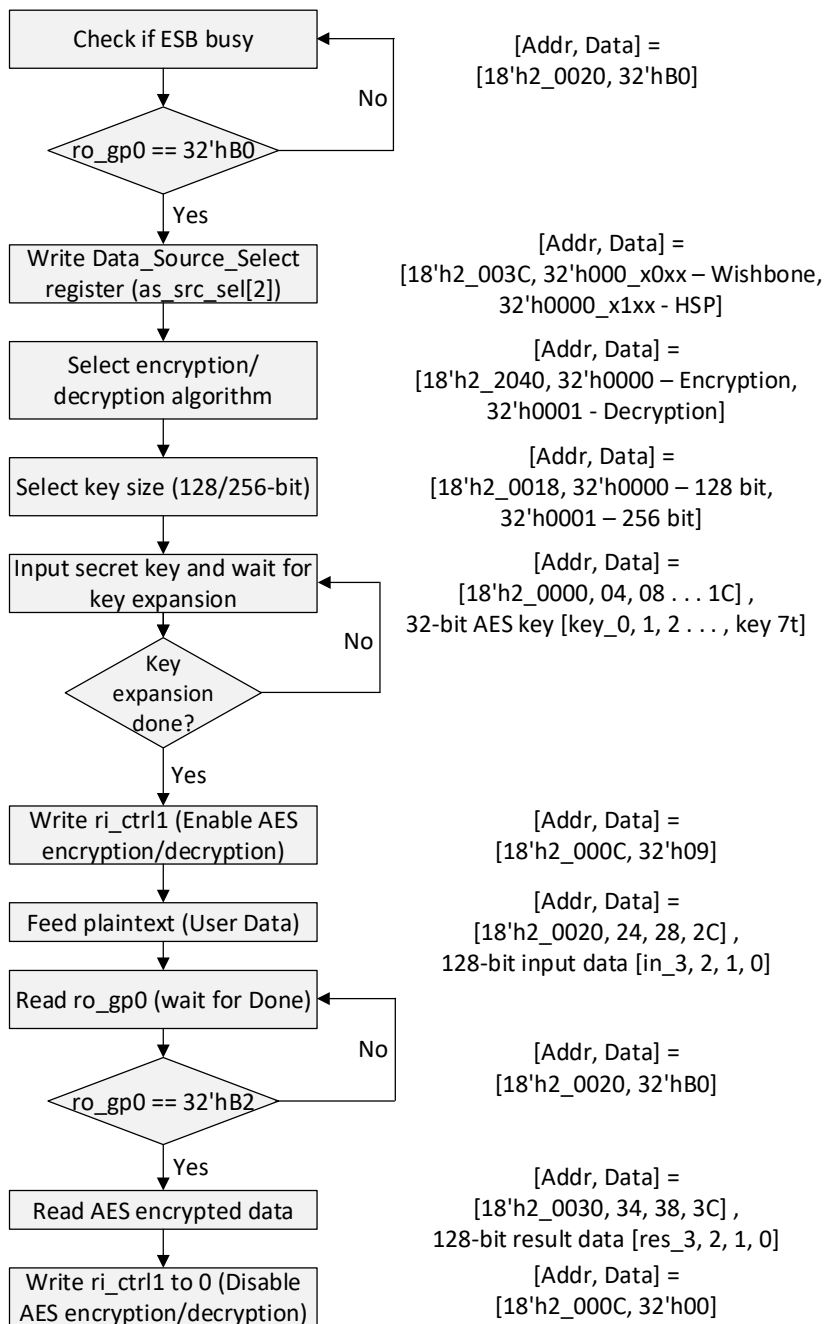 Check if ESB busy
[Addr, Data] =
[18'h2_0020, 32'hB0]
No
ro_gp0 == 32'hB0
Yes
Write Data_Source_Select
register (as_src_sel[2])
[Addr, Data] =
[18'h2_003C, 32'h000_x0xx – Wishbone,
32'h0000_x1xx - HSP]
Select encryption/
decryption algorithm
[Addr, Data] =
[18'h2_2040, 32'h0000 – Encryption,
32'h0001 - Decryption]
Select key size (128/256-bit)
[Addr, Data] =
[18'h2_0018, 32'h0000 – 128 bit,
32'h0001 – 256 bit]
Input secret key and wait for
key expansion
[Addr, Data] =
[18'h2_0000, 04, 08 . . . 1C] ,
32-bit AES key [key_0, 1, 2 . . . , key 7t]
No
Key
expansion
done?
Yes
Write ri_ctrl1 (Enable AES
encryption/decryption)
[Addr, Data] =
[18'h2_000C, 32'h09]
Feed plaintext (User Data)
[Addr, Data] =
[18'h2_0020, 24, 28, 2C] ,
128-bit input data [in_3, 2, 1, 0]
Read ro_gp0 (wait for Done)
No
ro_gp0 == 32'hB2
[Addr, Data] =
[18'h2_0020, 32'hB0]
Yes
Read AES encrypted data
[Addr, Data] =
[18'h2_0030, 34, 38, 3C] ,
128-bit result data [res_3, 2, 1, 0]
Write ri_ctrl1 to 0 (Disable
AES encryption/decryption)
[Addr, Data] =
[18'h2_000C, 32'h00]